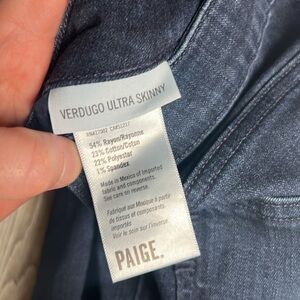 VERDUGO ULTRA SKINNY
54% Rayon/Rayonne
23% Cotton/Coton
22% Polyester
1% Spandex
Made in Mexico of Imported
fabric and components.
See care on reverse.
Fabriqué au Mexique à partir
de tissus et composants.
importés
Voir le soin sur l'inverse.
PAIGE.